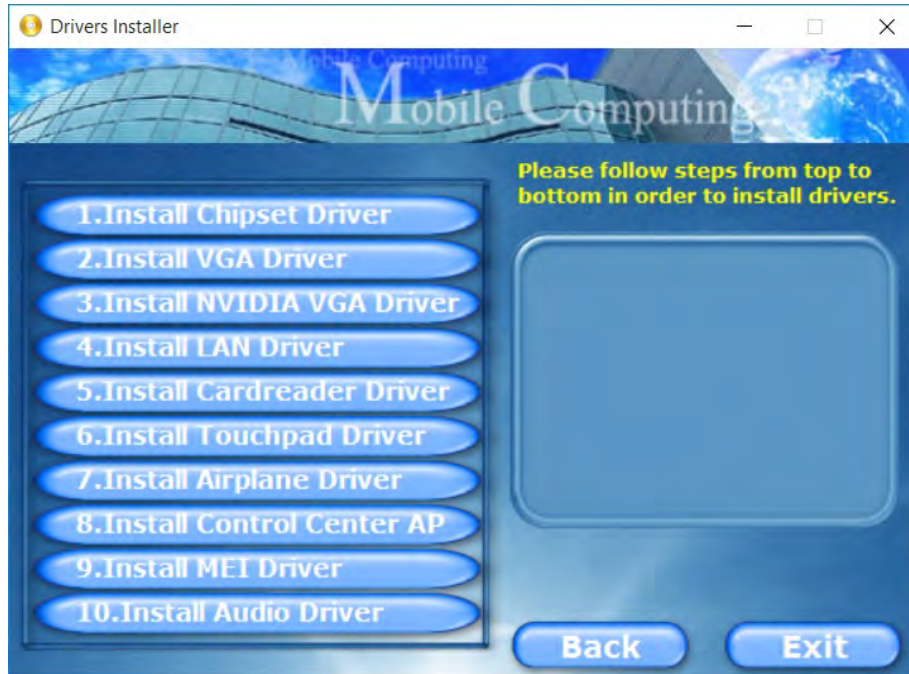 Drivers Installer
Mobile Computing
Mobile Computing
Please follow steps from top to
bottom in order to install drivers.
1.Install Chipset Driver
2.Install VGA Driver
3.Install NVIDIA VGA Driver
4.Install LAN Driver
5.Install Cardreader Driver
6.Install Touchpad Driver
7.Install Airplane Driver
8.Install Control Center AP
9.Install MEI Driver
10.Install Audio Driver
Back
Exit